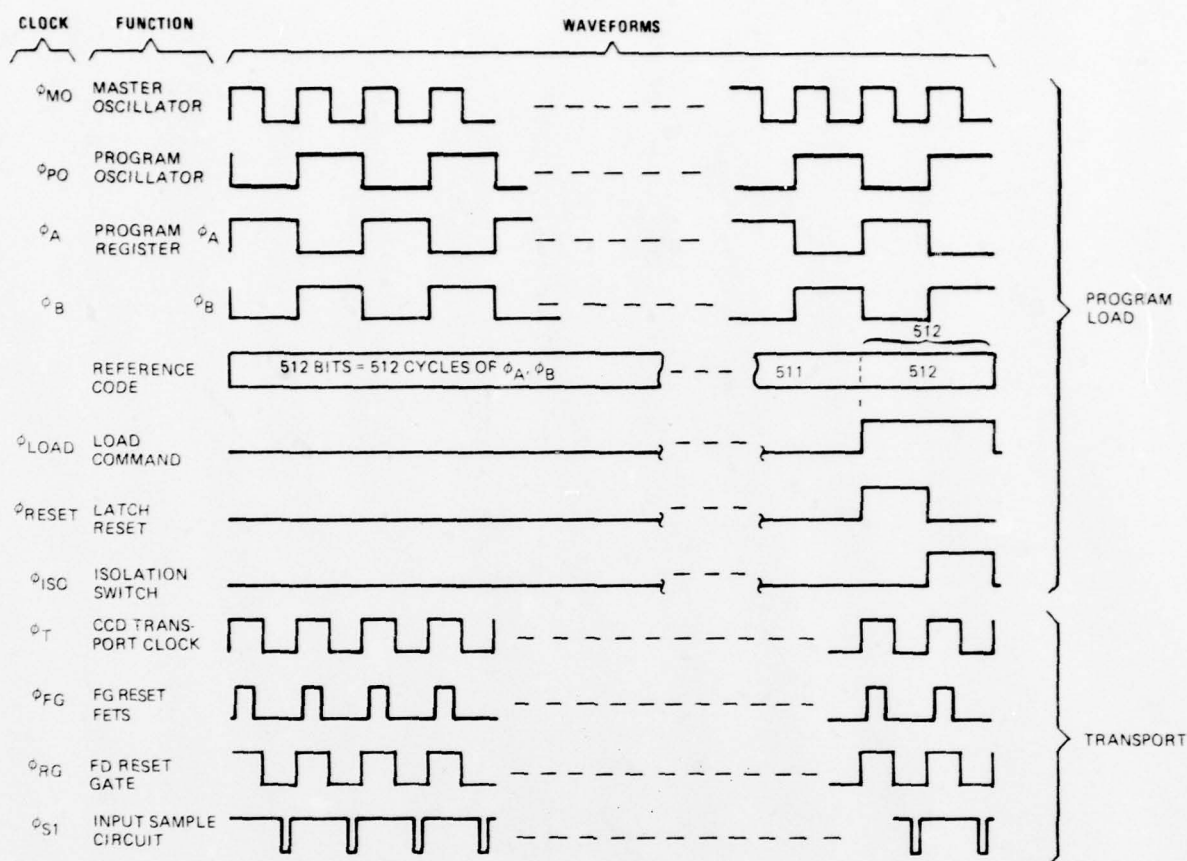 CLOCK FUNCTION WAVEFORMS
ϕMO MASTER
OSCILLATOR
ϕPO PROGRAM
OSCILLATOR
ϕA PROGRAM ϕA
REGISTER
ϕB ϕB
PROGRAM
LOAD
512
REFERENCE
CODE
512 BITS = 512 CYCLES OF ϕA, ϕB 511 512
ϕLOAD LOAD
COMMAND
ϕRESET LATCH
RESET
ϕISO ISOLATION
SWITCH
ϕT CCD TRANS-
PORT CLOCK
ϕFG FG RESET
FETS
TRANSPORT
ϕRG FD RESET
GATE
ϕS1 INPUT SAMPLE
CIRCUIT